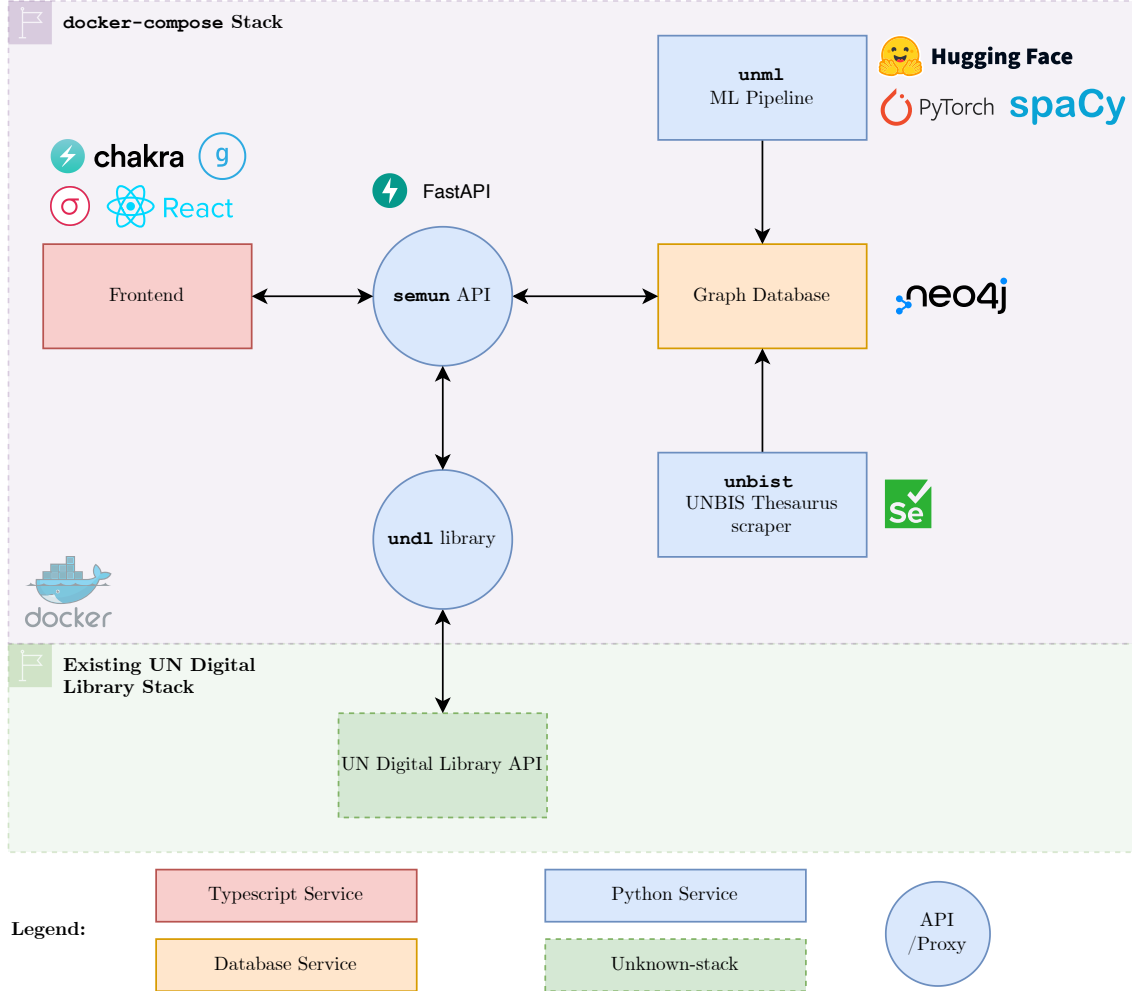 docker-compose Stack
unml
ML Pipeline
Hugging Face
PyTorch
spaCy
chakra
g
σ
React
FastAPI
Frontend
semun API
Graph Database
neo4j
undl library
unbist
UNBIS Thesaurus
scraper
Se
docker
Existing UN Digital
Library Stack
UN Digital Library API
Legend:
Typescript Service
Python Service
Database Service
Unknown-stack
API
/Proxy